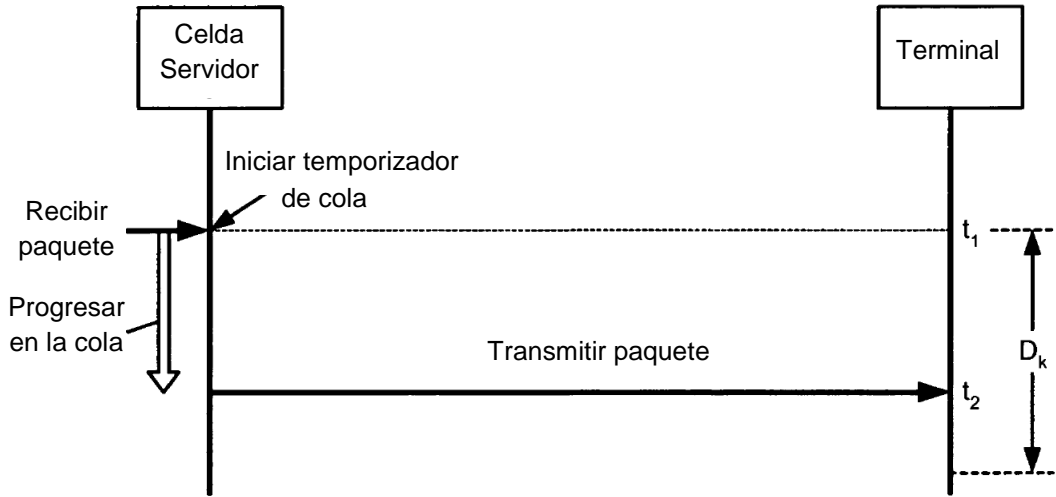 Celda
Servidor
Terminal
Iniciar temporizador
de cola
Recibir
paquete
t1
Progresar
en la cola
Transmitir paquete
Dk
t2